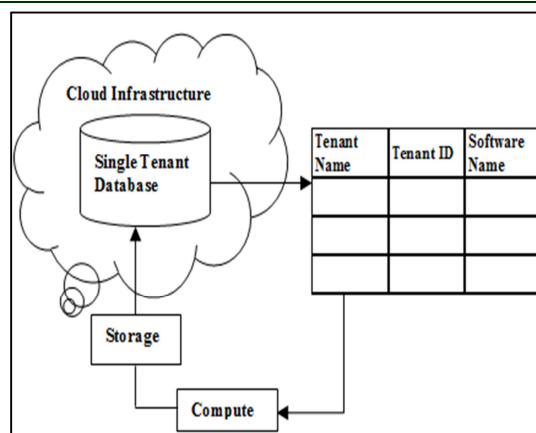 Cloud Infrastructure
Single Tenant
Database
Tenant
Name
Tenant ID
Software
Name
Storage
Compute